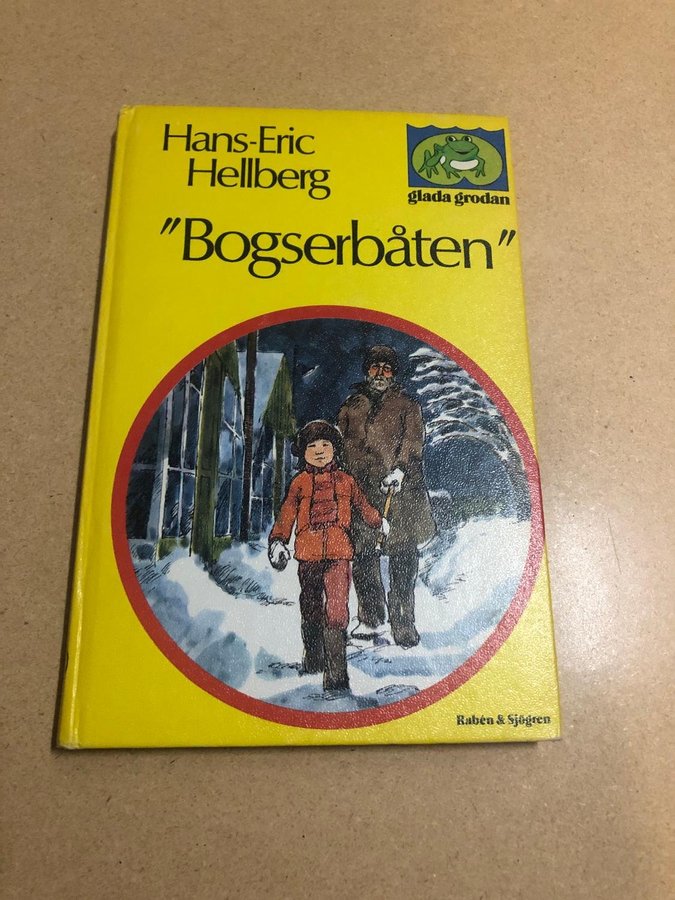 Hans-Eric
Hellberg
glada grodan
"Bogserbåten"
Rabén & Sjögren